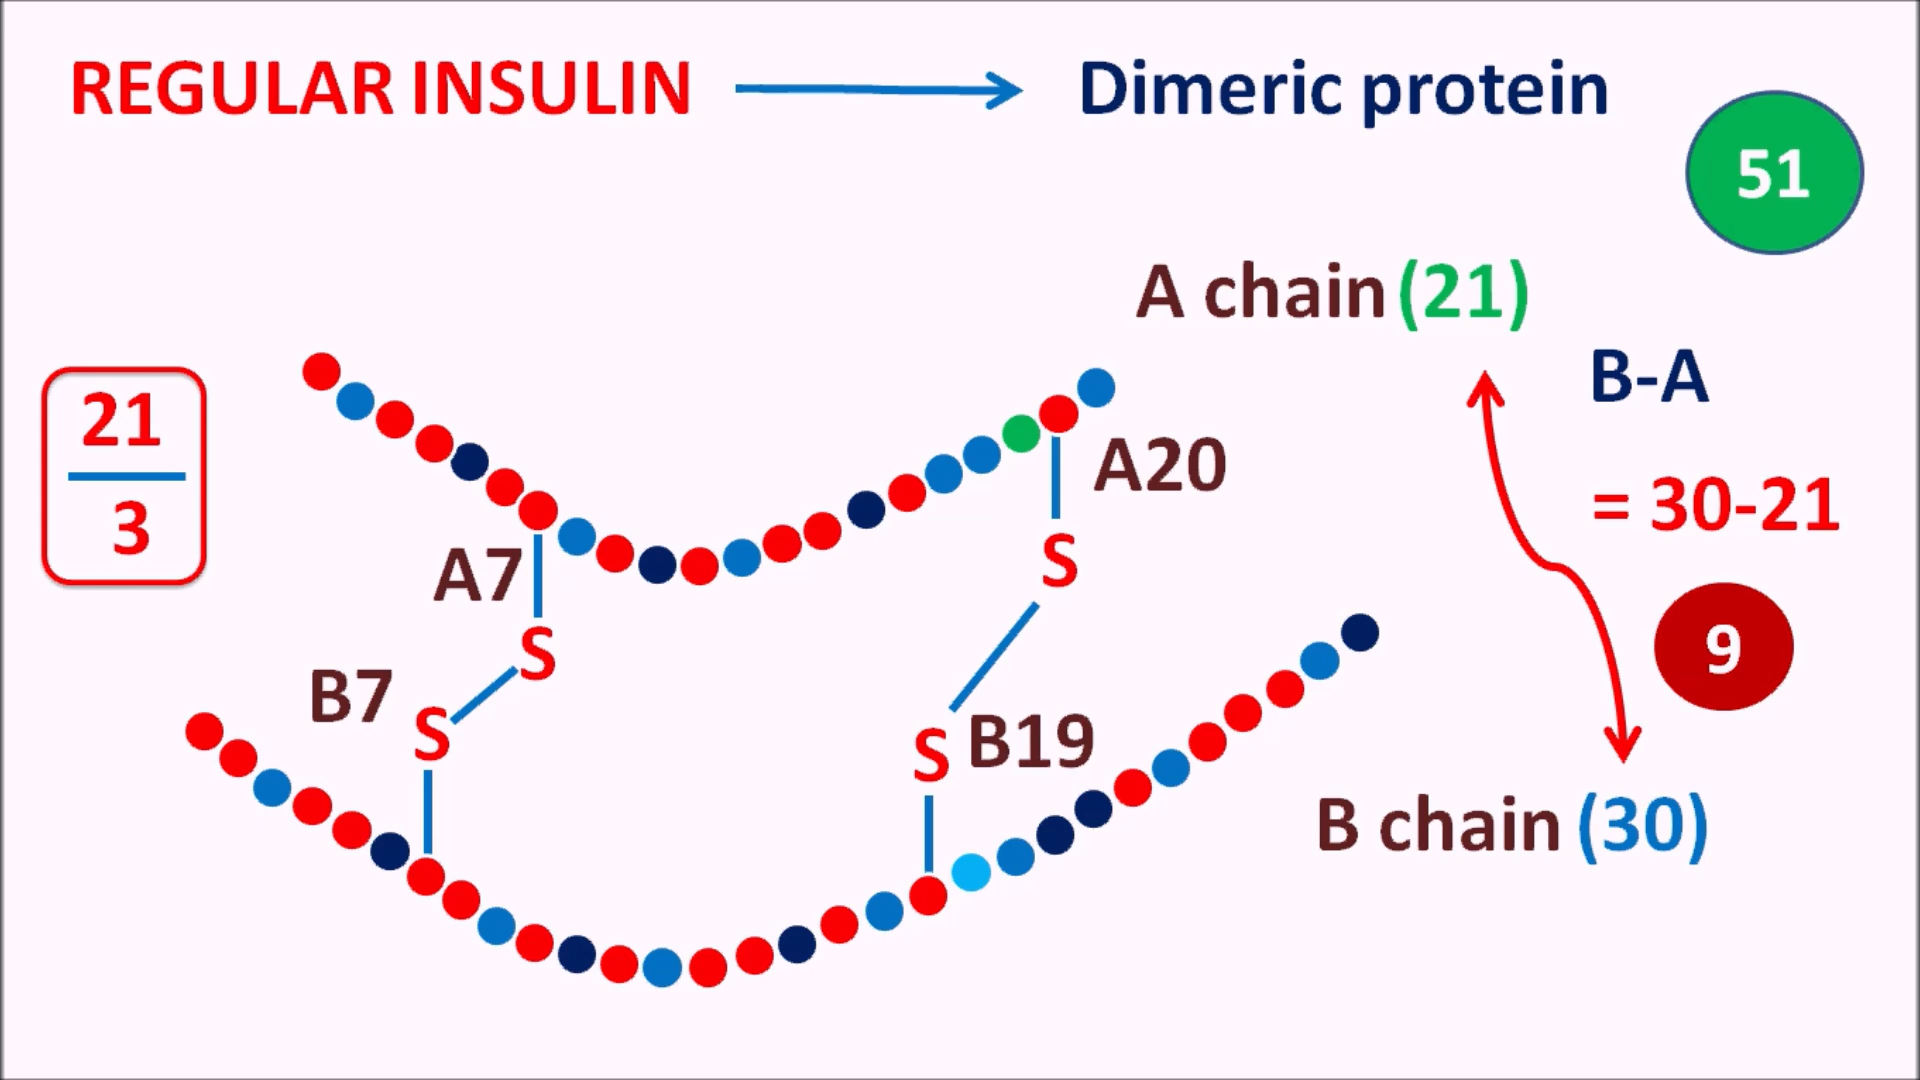 REGULAR INSULIN Dimeric protein
51
A chain (21)
B-A
= 30-21
9
21
3
A20
A7
S
S
B7
S
S
B19
B chain (30)